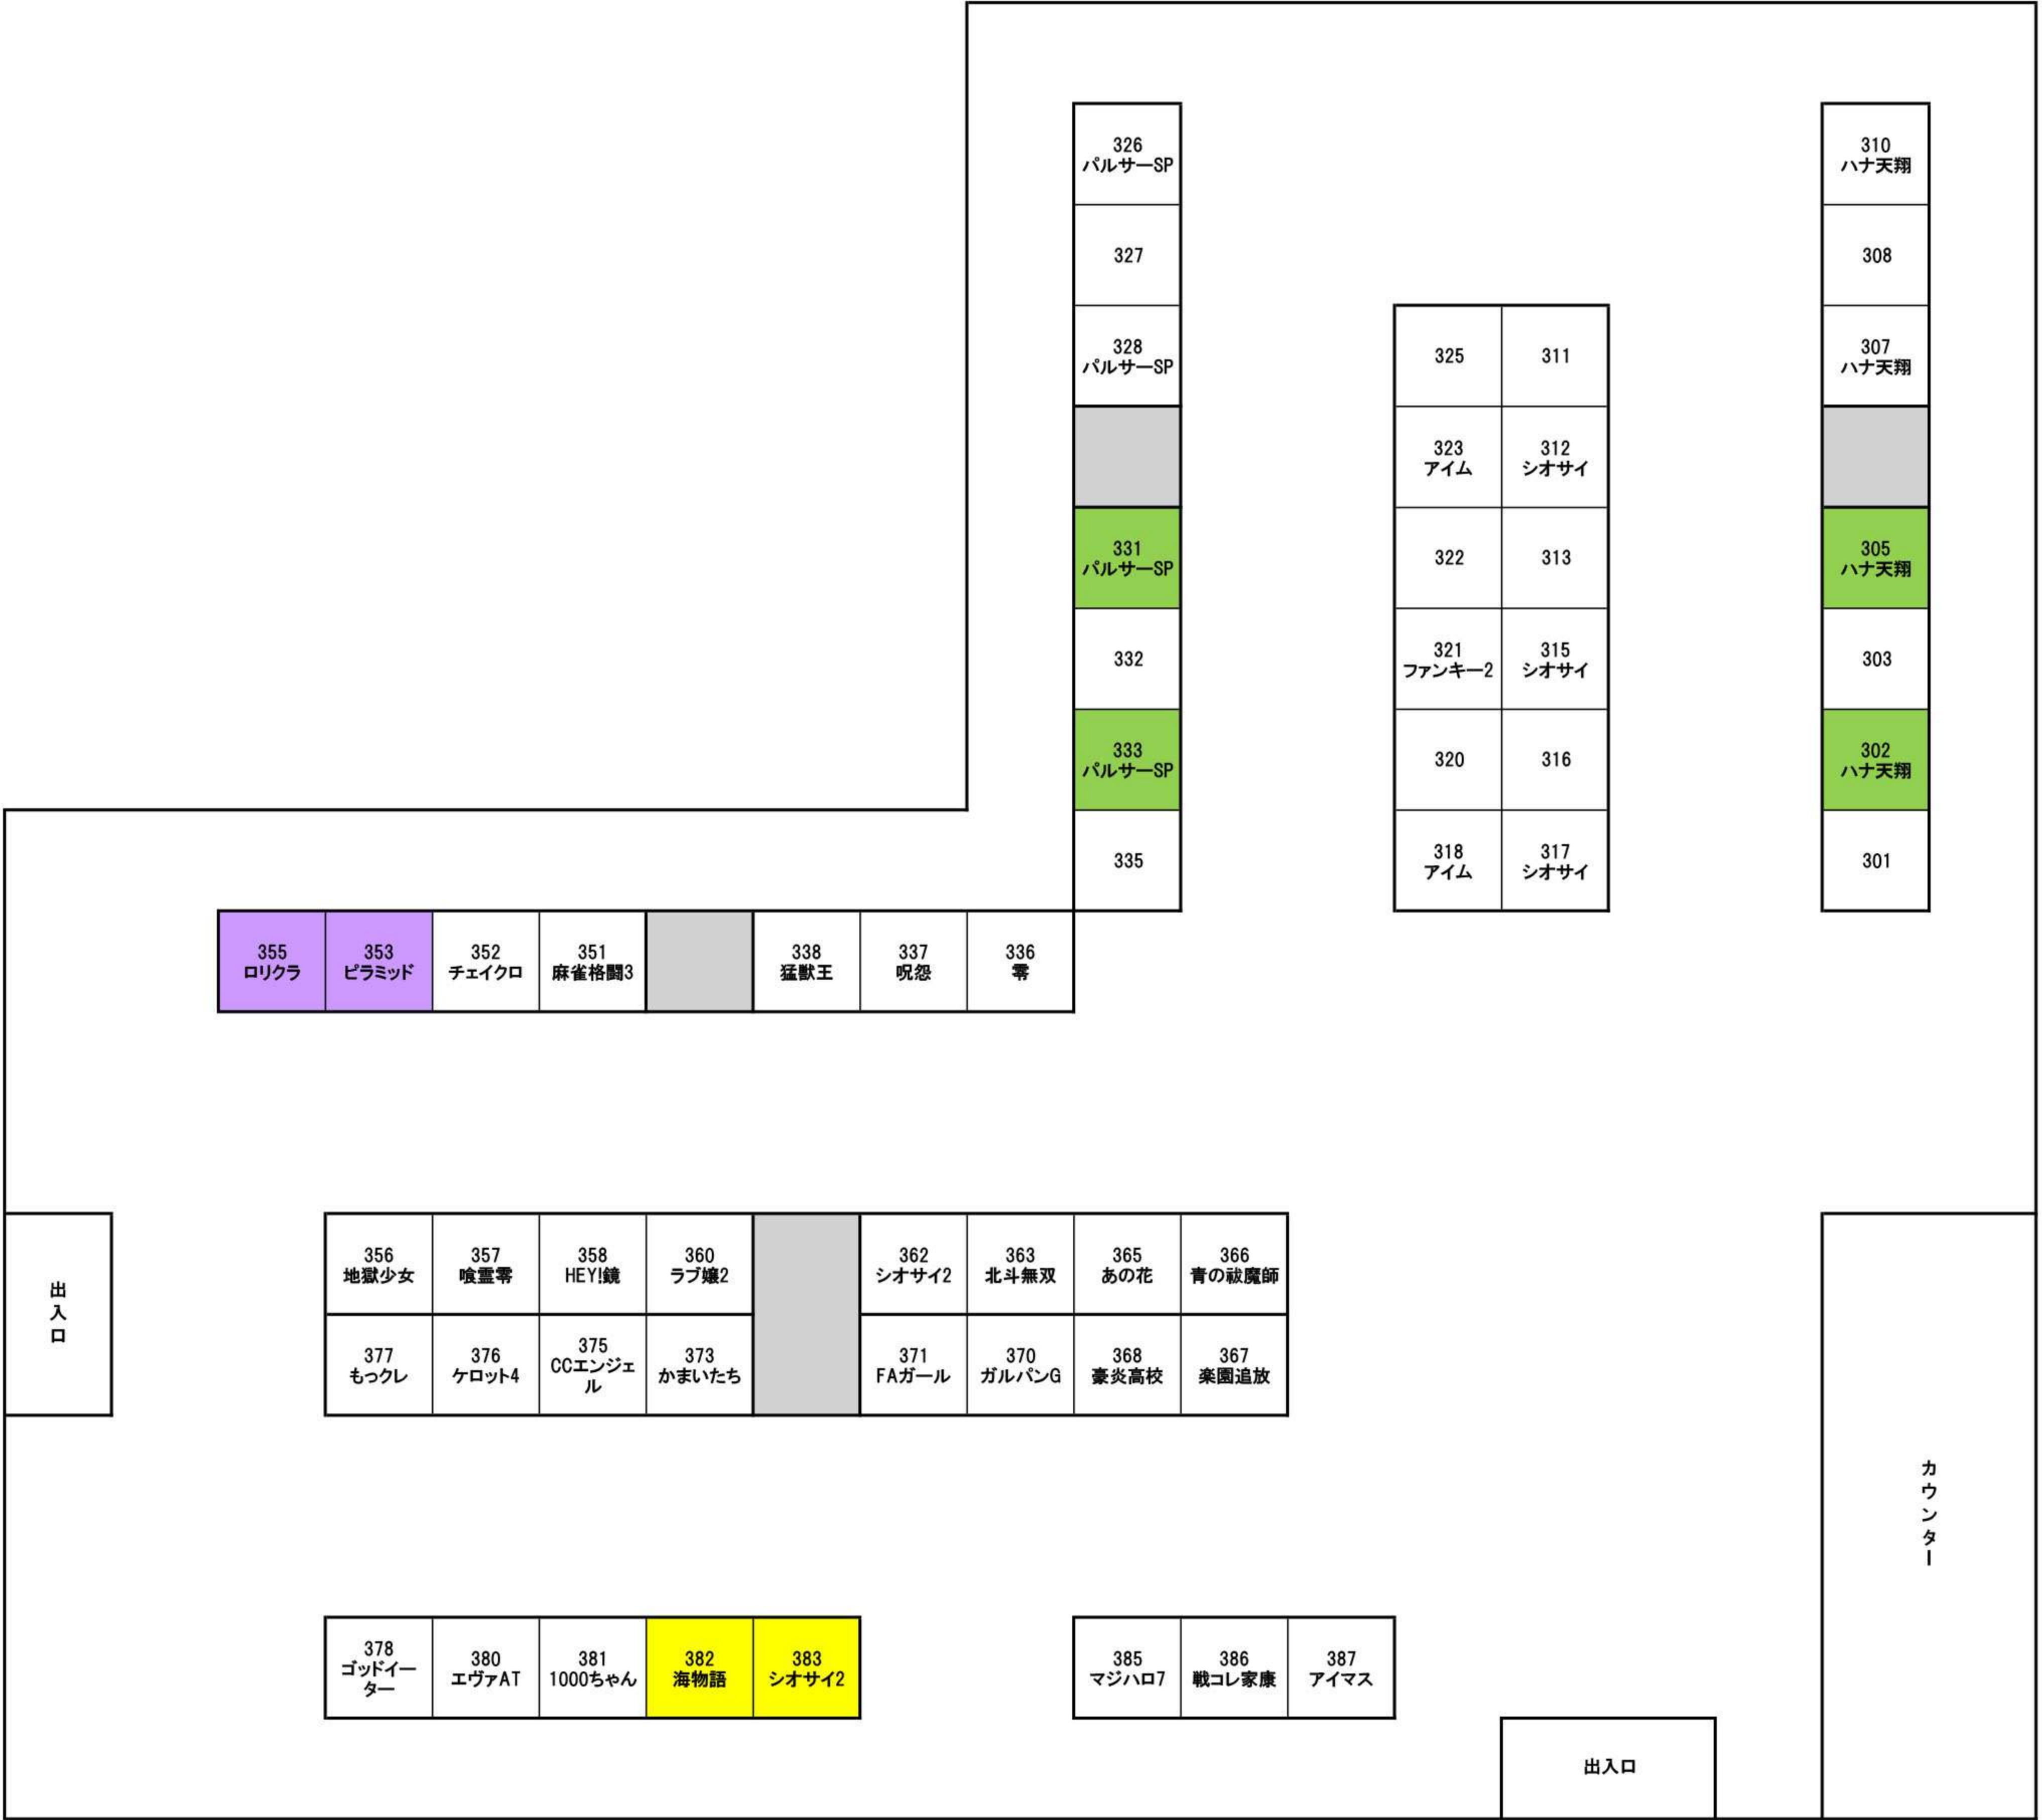 326
パルサーSP
310
ハナ天翔
327
308
328
パルサーSP
325
311
307
ハナ天翔
323
アイム
312
シオサイ
331
パルサーSP
322
313
305
ハナ天翔
332
321
ファンキー2
315
シオサイ
303
333
パルサーSP
320
316
302
ハナ天翔
335
318
アイム
317
シオサイ
301
355
ロリクラ
353
ピラミッド
352
チェイクロ
351
麻雀格闘3
338
猛獣王
337
呪怨
336
零
出入口
356
地獄少女
357
喰霊零
358
HEY!鏡
360
ラブ嬢2
362
シオサイ2
363
北斗無双
365
あの花
366
青の祓魔師
377
もっクレ
376
ケロット4
375
CCエンジェ
ル
373
かまいたち
371
FAガール
370
ガルパンG
368
豪炎高校
367
楽園追放
カウンター
378
ゴッドイー
ター
380
エヴァAT
381
1000ちゃん
382
海物語
383
シオサイ2
385
マジハロ7
386
戦コレ家康
387
アイマス
出入口